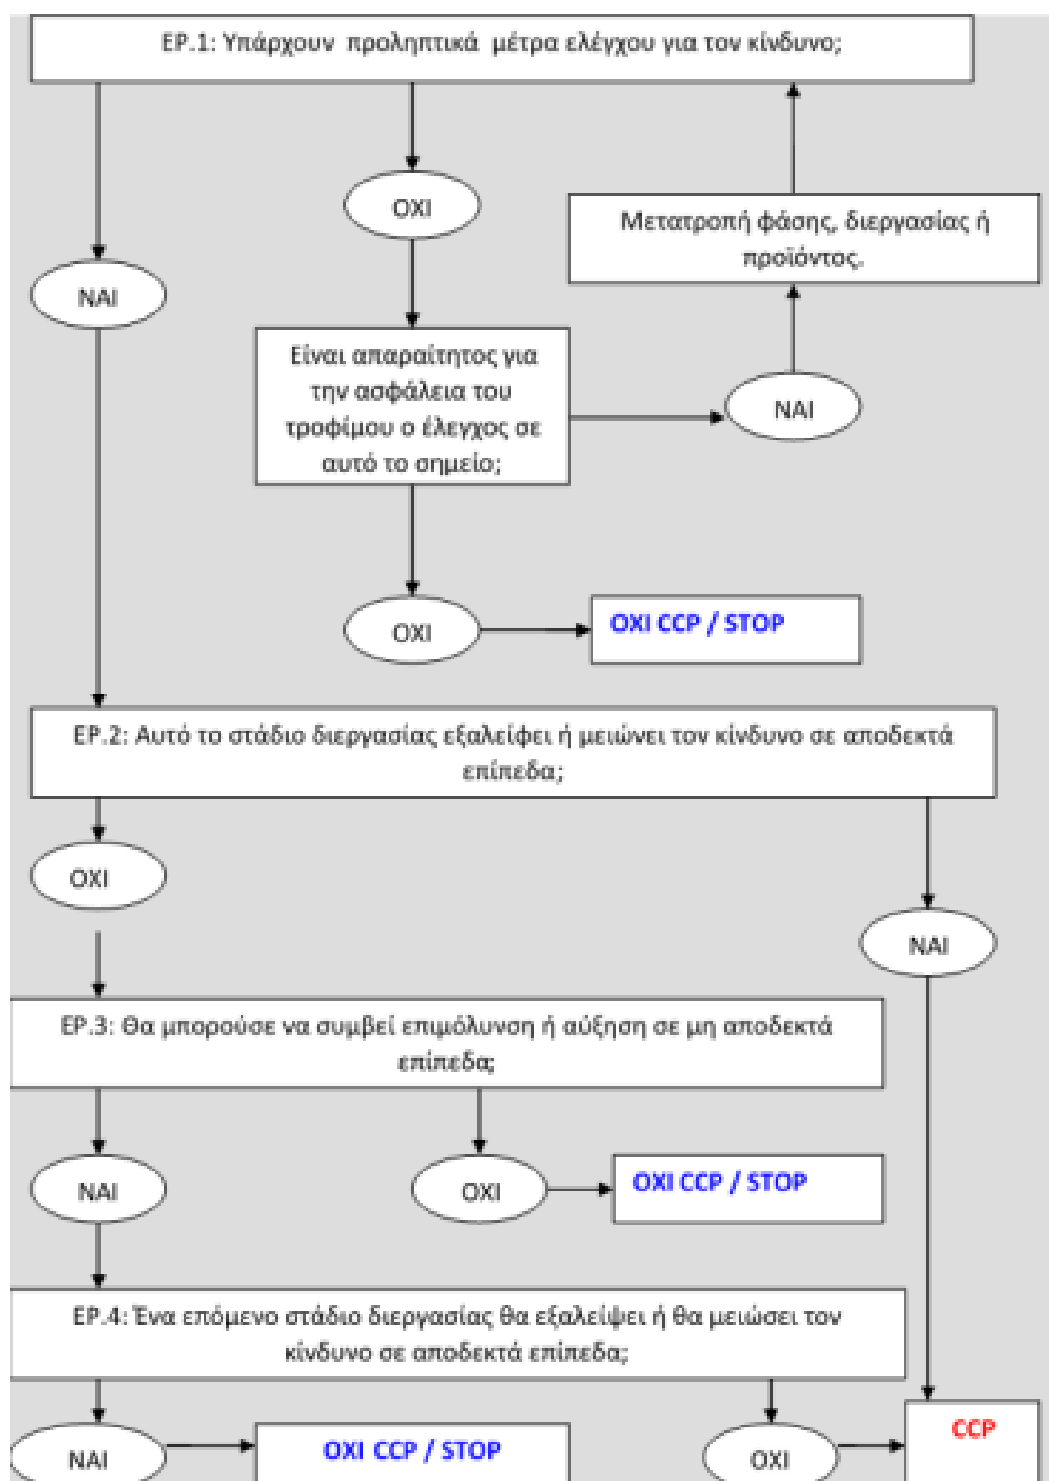 ΕΡ.1: Υπάρχουν προληπτικά μέτρα ελέγχου για τον κίνδυνο;
ΟΧΙ
Μετατροπή φάσης, διεργασίας ή
προϊόντος.
ΝΑΙ
Είναι απαραίτητος για
την ασφάλεια του
τροφίμου ο έλεγχος σε
αυτό το σημείο;
ΝΑΙ
ΟΧΙ
ΟΧΙ CCP / STOP
ΕΡ.2: Αυτό το στάδιο διεργασίας εξαλείφει ή μειώνει τον κίνδυνο σε αποδεκτά
επίπεδα;
ΟΧΙ
ΝΑΙ
ΕΡ.3: Θα μπορούσε να συμβεί επιμόλυνση ή αύξηση σε μη αποδεκτά
επίπεδα;
ΝΑΙ
ΟΧΙ
ΟΧΙ CCP / STOP
ΕΡ.4: Ένα επόμενο στάδιο διεργασίας θα εξαλείψει ή θα μειώσει τον
κίνδυνο σε αποδεκτά επίπεδα;
ΝΑΙ
ΟΧΙ CCP / STOP
ΟΧΙ
CCP